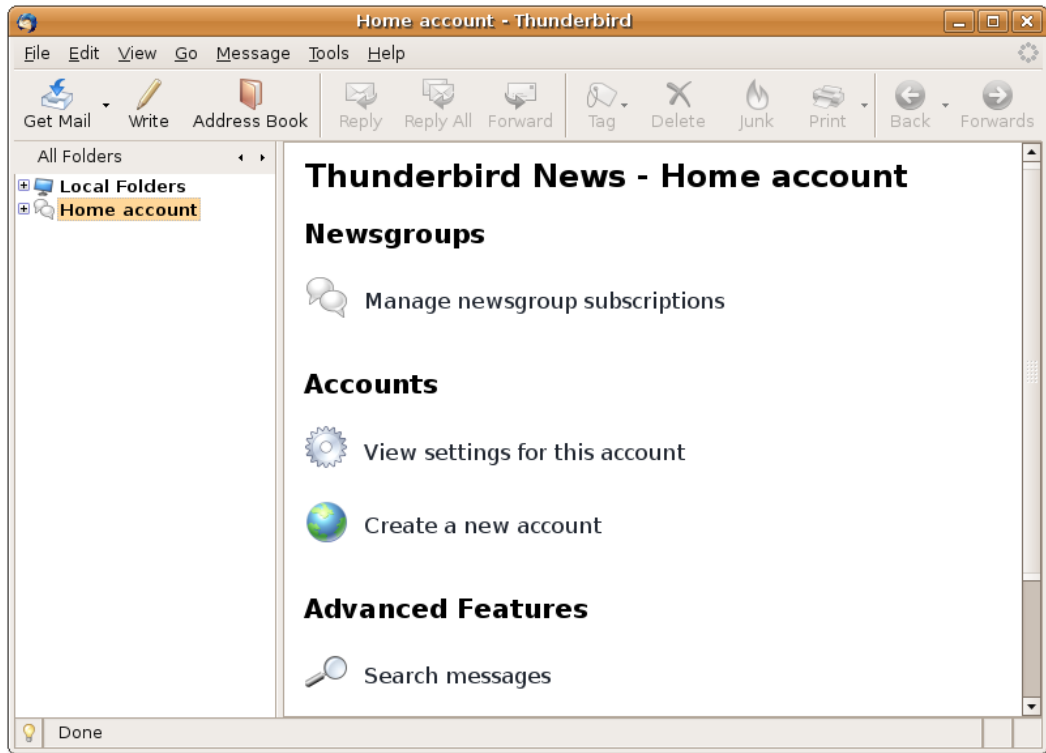 Home account - Thunderbird
File Edit View Go Message Tools Help
Get Mail Write Address Book Reply Reply All Forward Tag Delete Junk Print Back Forwards
All Folders
Local Folders
Home account
Thunderbird News - Home account
Newsgroups
Manage newsgroup subscriptions
Accounts
View settings for this account
Create a new account
Advanced Features
Search messages
Done